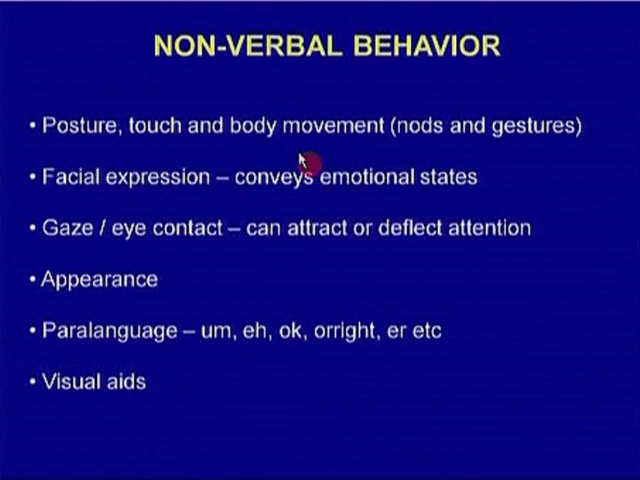 NON-VERBAL BEHAVIOR
• Posture, touch and body movement (nods and gestures)
• Facial expression – conveys emotional states
• Gaze / eye contact – can attract or deflect attention
• Appearance
• Paralanguage – um, eh, ok, orright, er etc
• Visual aids